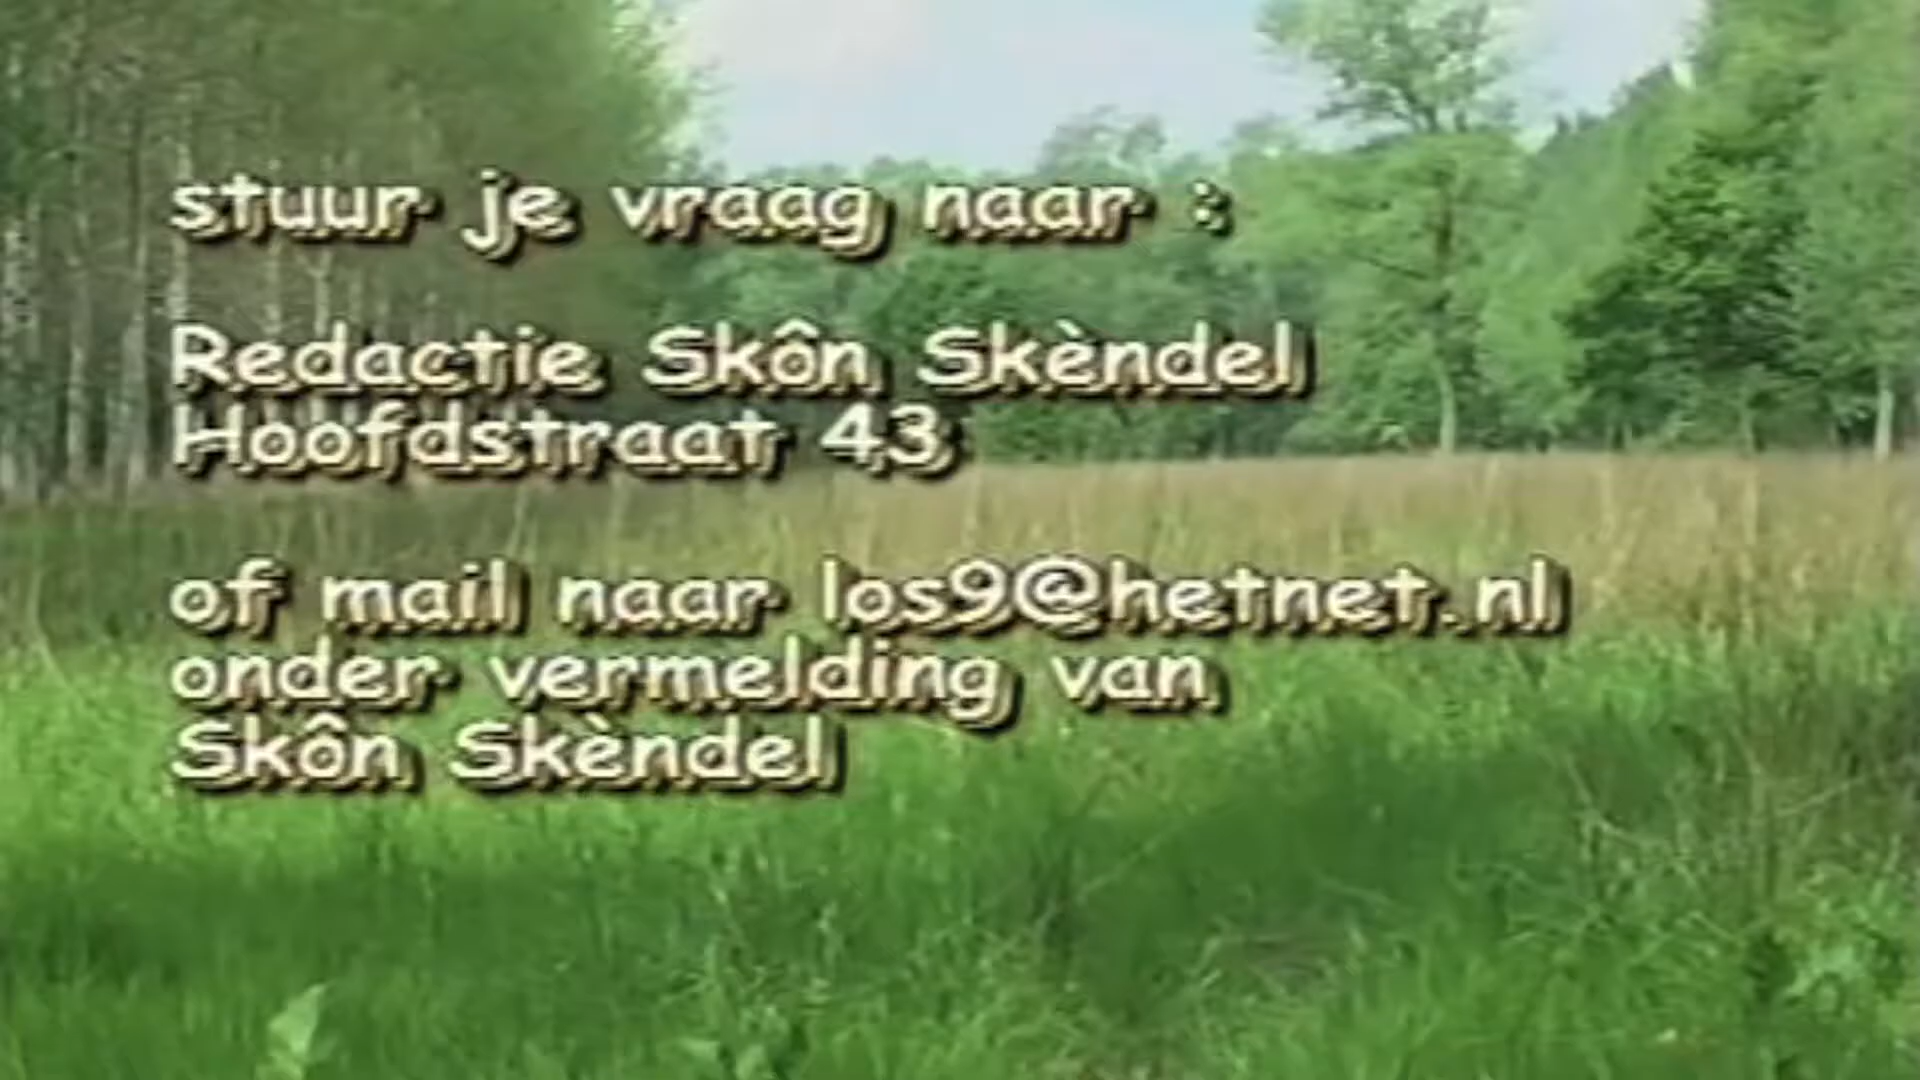 stuur je vraag naar :
Redactie Skôn Skèndel
Hoofdstraat 43
of mail naar los9@hetnet.nl
onder vermelding van
Skôn Skèndel